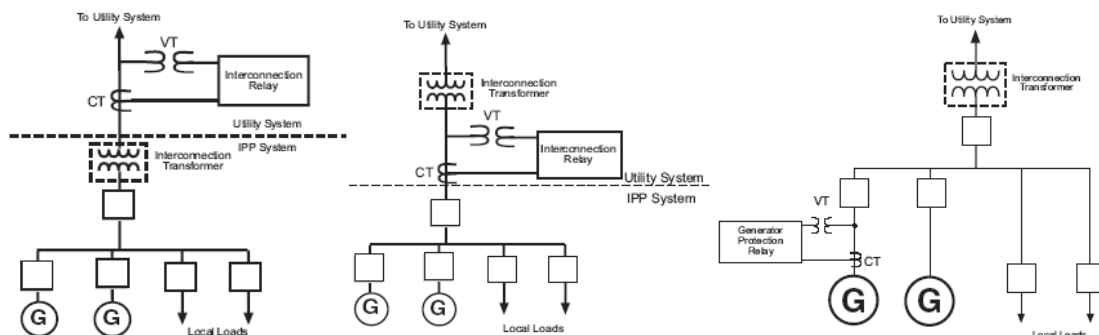 To Utility System
VT
Interconnection
Relay
CT
Utility System
IPP System
Interconnection
Transformer
G
G
Local Loads
To Utility System
Interconnection
Transformer
VT
Interconnection
Relay
CT
Utility System
IPP System
G
G
Local Loads
To Utility System
Interconnection
Transformer
VT
Generator
Protection
Relay
CT
G
G
Local Loads